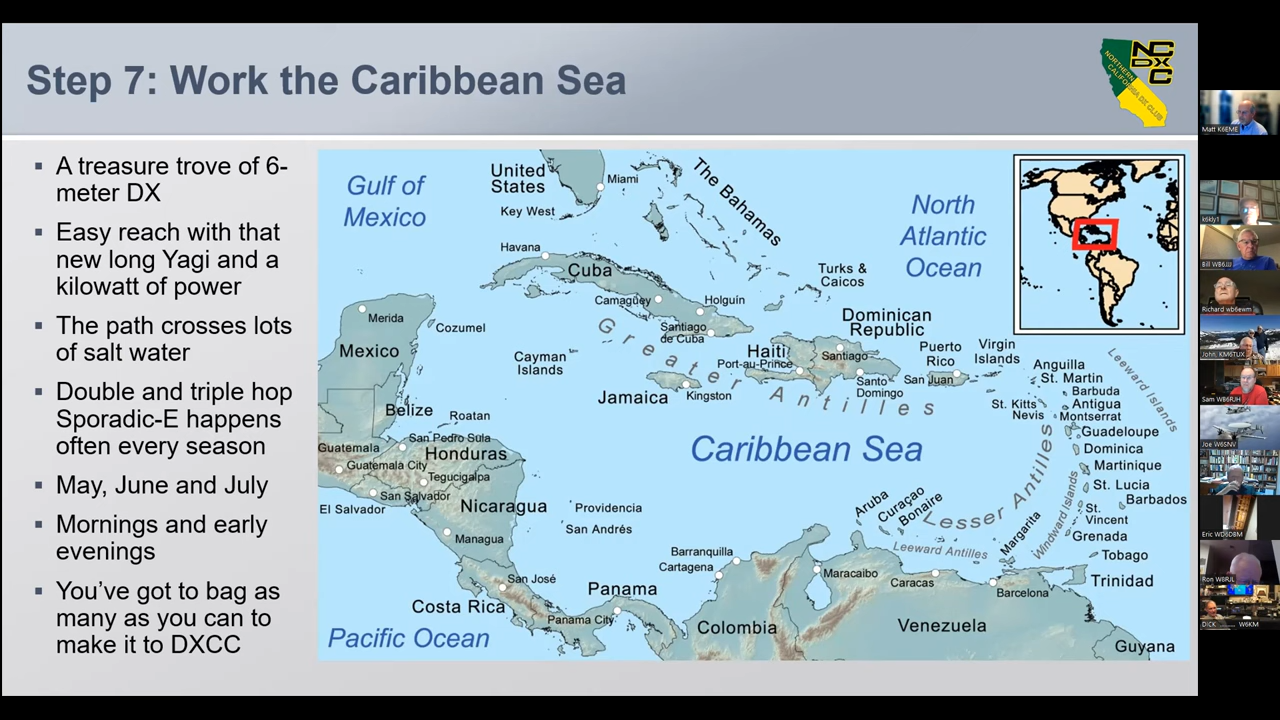 Step 7: Work the Caribbean Sea
NC
DX
C
NORTHERN
CALIFORNIA DX CLUB
▪ A treasure trove of 6-
meter DX
▪ Easy reach with that
new long Yagi and a
kilowatt of power
▪ The path crosses lots
of salt water
▪ Double and triple hop
Sporadic-E happens
often every season
▪ May, June and July
▪ Mornings and early
evenings
▪ You’ve got to bag as
many as you can to
make it to DXCC
Gulf of
Mexico
United
States
Miami
Key West
The Bahamas
North
Atlantic
Ocean
Havana
Cuba
Turks &
Caicos
Camagüey
Holguín
Santiago
de Cuba
Merida
Cozumel
Mexico
Cayman
Islands
Greater Antilles
Dominican
Republic
Haiti
Port-au-Prince
Santiago
Santo
Domingo
Puerto
Rico
San Juan
Virgin
Islands
Jamaica
Kingston
Anguilla
St. Martin
Barbuda
St. Kitts
Nevis
Antigua
Montserrat
Guadeloupe
Dominica
Martinique
St. Lucia
Barbados
St.
Vincent
Grenada
Tobago
Trinidad
Leeward Islands
Windward Islands
Lesser Antilles
Caribbean Sea
Belize
Roatan
Guatemala
San Pedro Sula
Honduras
Guatemala City
Tegucigalpa
San Salvador
El Salvador
Nicaragua
Managua
Providencia
San Andrés
Aruba
Curaçao
Bonaire
Leeward Antilles
Margarita
Barranquilla
Cartagena
Maracaibo
Caracas
Barcelona
San José
Costa Rica
Panama
Panama City
Pacific Ocean
Colombia
Venezuela
Guyana
Matt K6EME
k6kly1
Bill WB6JJJ
Richard wb6ewm
John, KM6TUX
Sam WB6RJH
Joe W6SNV
Eric WD6DBM
Ron W6RJL
DICK W6KM